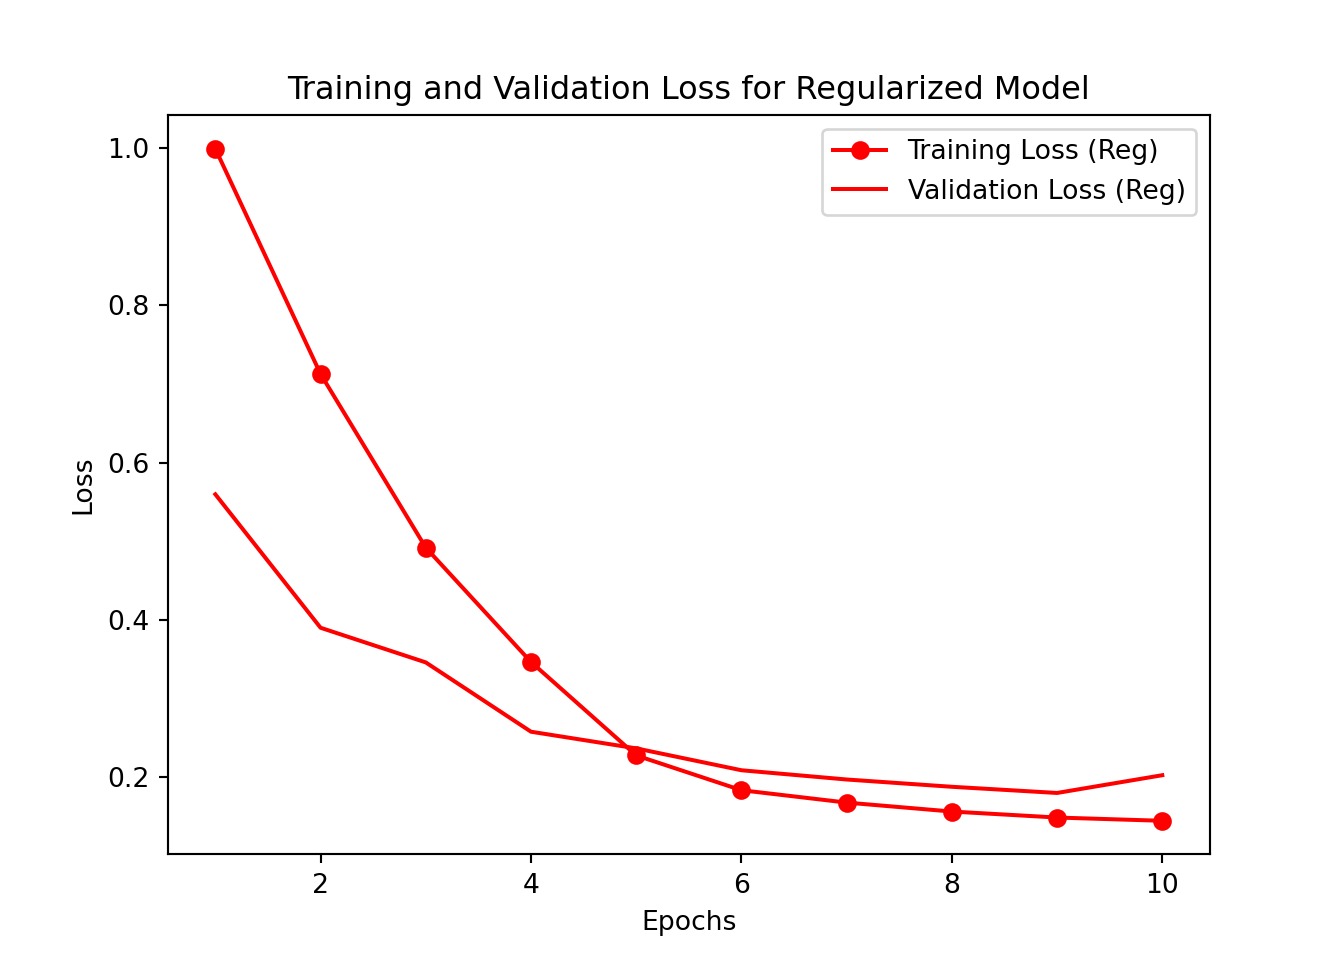 Training and Validation Loss for Regularized Model
Training Loss (Reg)
Validation Loss (Reg)
1.0
0.8
0.6
0.4
0.2
Loss
2 4 6 8 10
Epochs